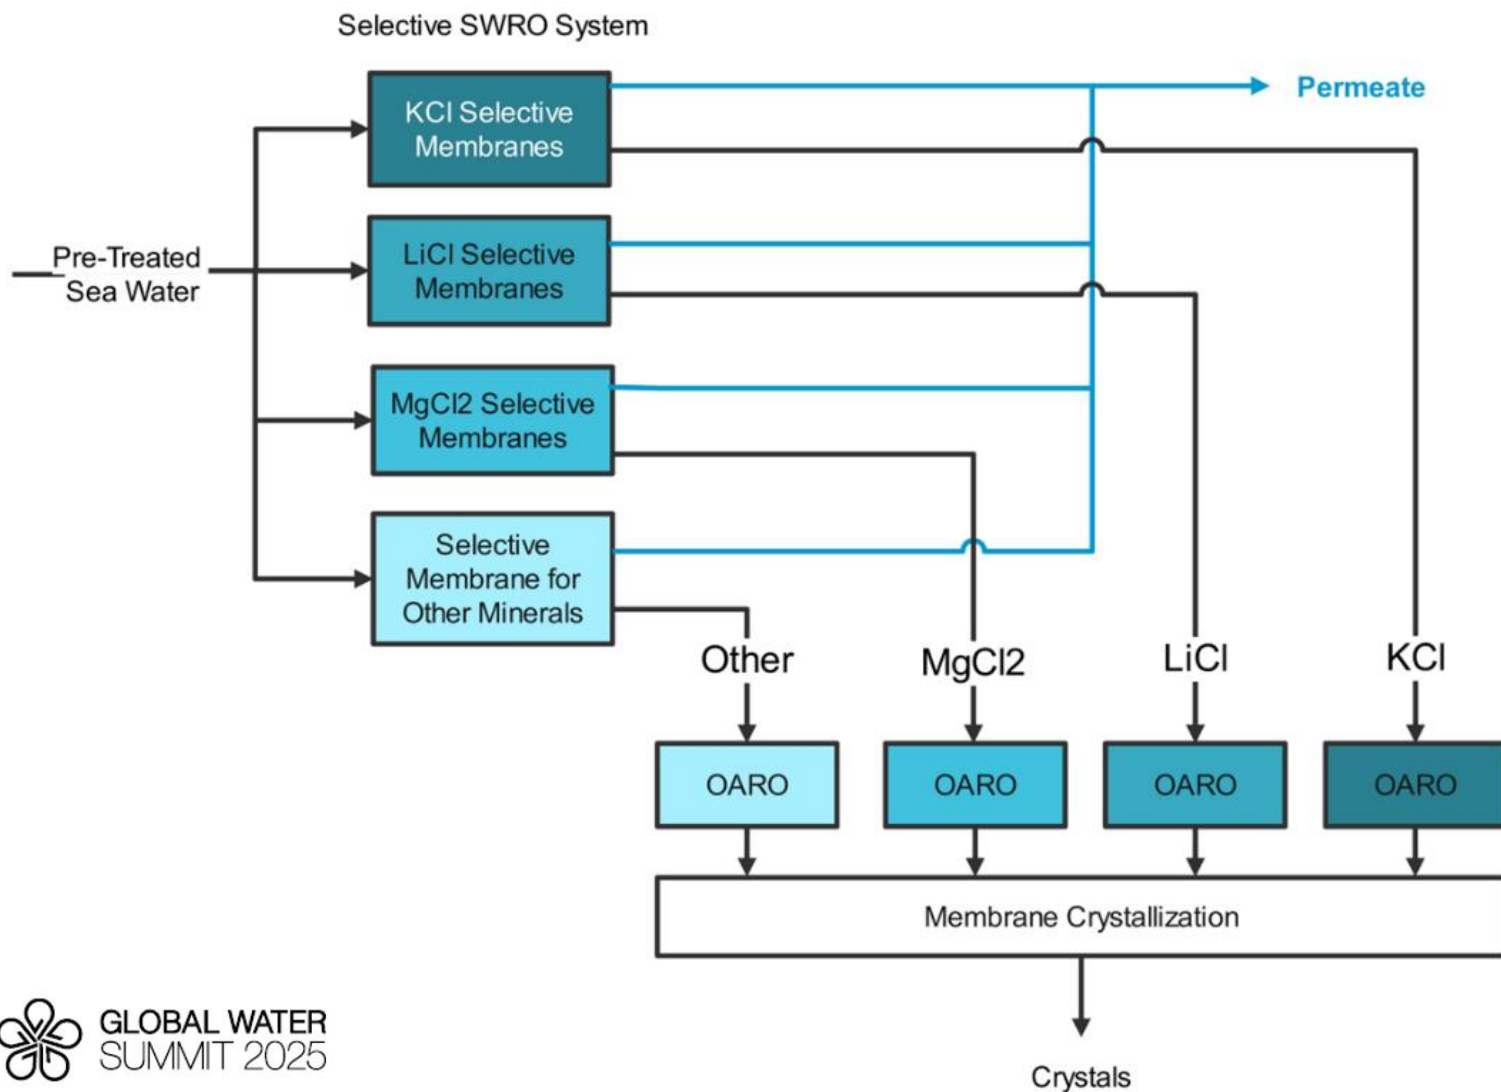 Selective SWRO System
Permeate
KCl Selective
Membranes
Pre-Treated
Sea Water
LiCl Selective
Membranes
MgCl2 Selective
Membranes
Selective
Membrane for
Other Minerals
Other
MgCl2
LiCl
KCl
OARO
OARO
OARO
OARO
Membrane Crystallization
Crystals
GLOBAL WATER
SUMMIT 2025